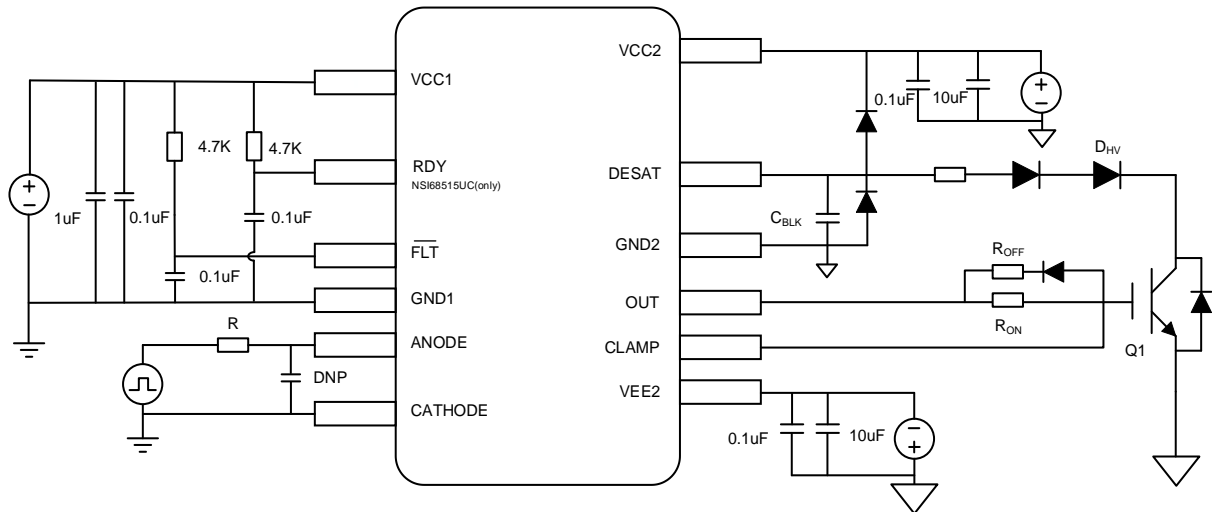 VCC1
RDY
NSI68515UC(only)
FLT
GND1
ANODE
CATHODE
VCC2
DESAT
GND2
OUT
CLAMP
VEE2
4.7K
4.7K
1uF
0.1uF
0.1uF
0.1uF
R
DNP
0.1uF
10uF
DHV
CBLK
ROFF
RON
Q1
0.1uF
10uF